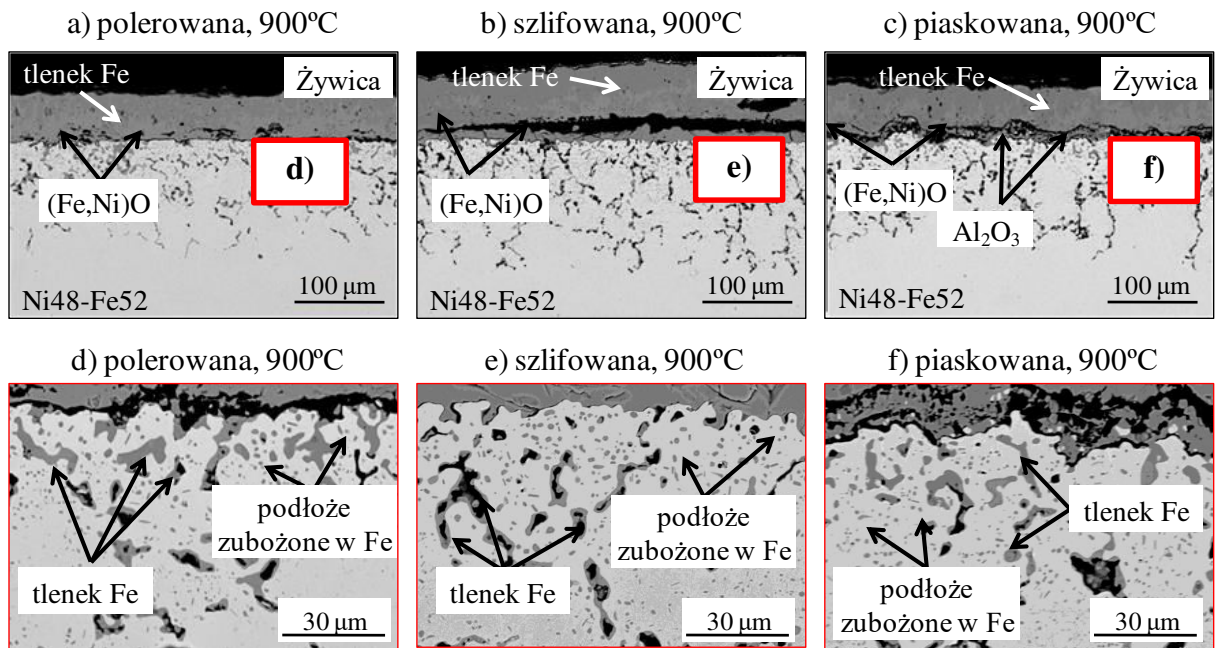 a) polerowana, 900ºC
b) szlifowana, 900ºC
c) piaskowana, 900ºC
tlenek Fe
Żywica
(Fe,Ni)O
d)
Ni48-Fe52
100 μm
tlenek Fe
Żywica
(Fe,Ni)O
e)
Ni48-Fe52
100 μm
tlenek Fe
Żywica
(Fe,Ni)O
Al₂O₃
f)
Ni48-Fe52
100 μm
d) polerowana, 900ºC
e) szlifowana, 900ºC
f) piaskowana, 900ºC
podłoże
zubożone w Fe
tlenek Fe
30 μm
podłoże
zubożone w Fe
tlenek Fe
30 μm
tlenek Fe
podłoże
zubożone w Fe
30 μm